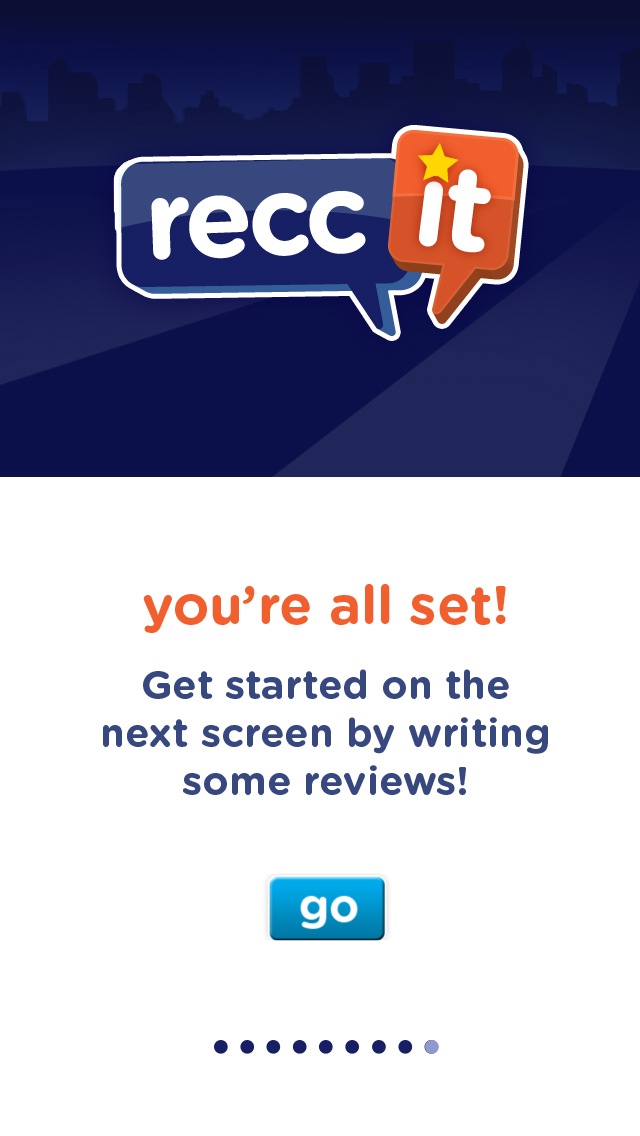 recc it
you're all set!
Get started on the
next screen by writing
some reviews!
go